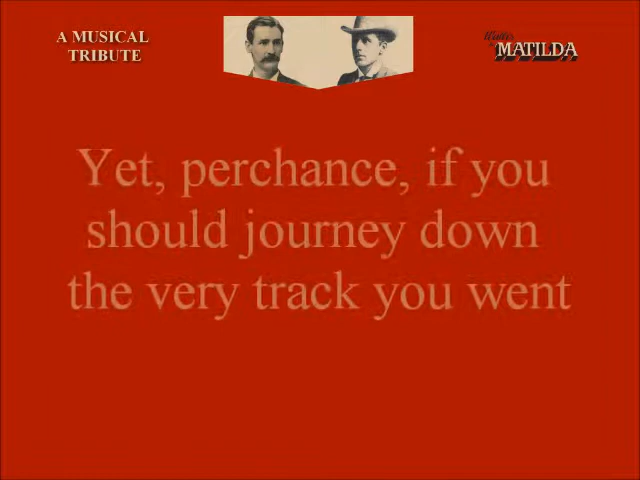 A MUSICAL
TRIBUTE
MATILDA
Yet, perchance, if you
should journey down
the very track you went